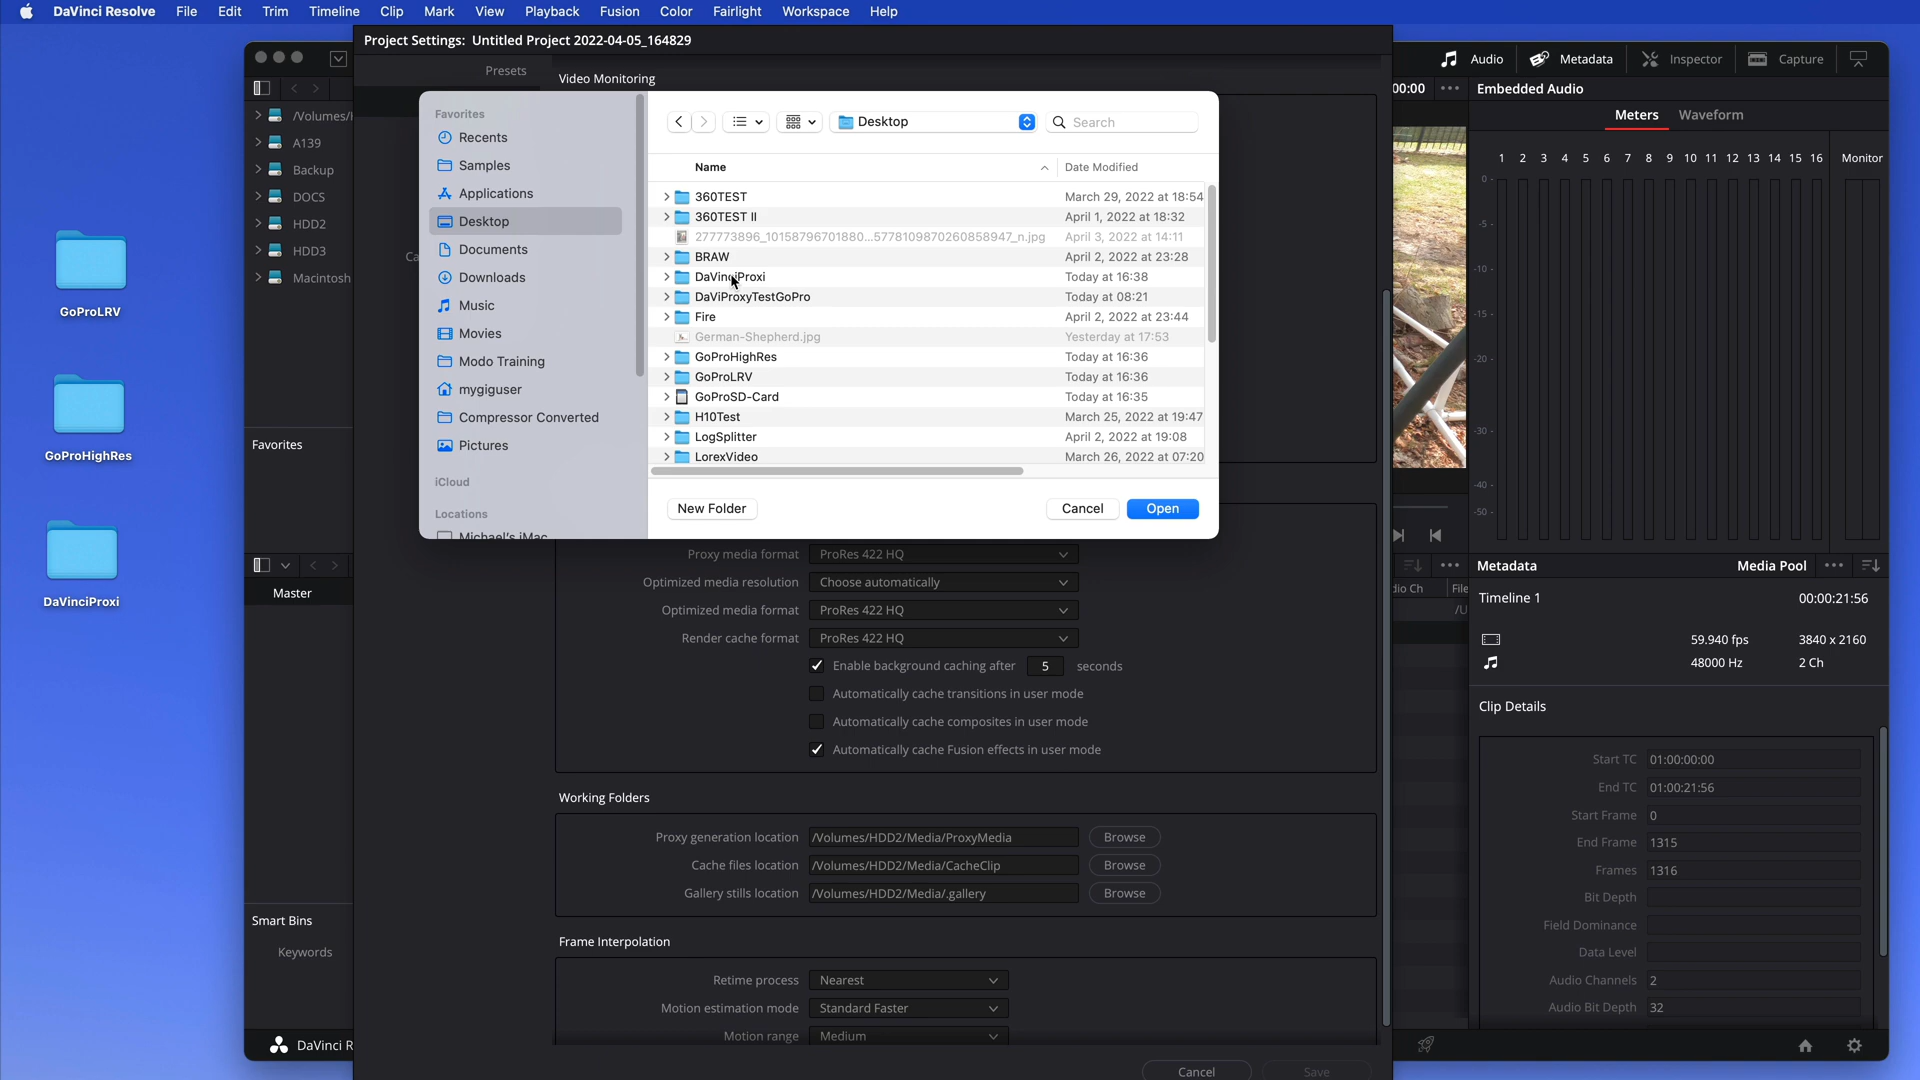 DaVinci Resolve File Edit Trim Timeline Clip Mark View Playback Fusion Color Fairlight Workspace Help
Project Settings: Untitled Project 2022-04-05_164829
Audio Metadata Inspector Capture
Presets
Video Monitoring
00:00
Embedded Audio
Meters Waveform
1 2 3 4 5 6 7 8 9 10 11 12 13 14 15 16 Monitor
0 -
-5 -
-10 -
-15 -
-20 -
-30 -
-40 -
-50 -
/Volumes/
A139
Backup
DOCS
HDD2
HDD3
Macintosh
Ca
Favorites
Recents
Samples
Applications
Desktop
Documents
Downloads
Music
Movies
Modo Training
mygiguser
Compressor Converted
Pictures
iCloud
Locations
Michael's iMac
Desktop
Search
Name Date Modified
360TEST March 29, 2022 at 18:54
360TEST II April 1, 2022 at 18:32
277773896_10158796701880...5778109870260858947_n.jpg April 3, 2022 at 14:11
BRAW April 2, 2022 at 23:28
DaVinciProxi Today at 16:38
DaViProxyTestGoPro Today at 08:21
Fire April 2, 2022 at 23:44
German-Shepherd.jpg Yesterday at 17:53
GoProHighRes Today at 16:36
GoProLRV Today at 16:36
GoProSD-Card Today at 16:35
H10Test March 25, 2022 at 19:47
LogSplitter April 2, 2022 at 19:08
LorexVideo March 26, 2022 at 07:20
New Folder Cancel Open
GoProLRV
GoProHighRes
DaVinciProxi
Favorites
Master
Smart Bins
Keywords
DaVinci R
Proxy media format ProRes 422 HQ
Optimized media resolution Choose automatically
Optimized media format ProRes 422 HQ
Render cache format ProRes 422 HQ
Enable background caching after 5 seconds
Automatically cache transitions in user mode
Automatically cache composites in user mode
Automatically cache Fusion effects in user mode
Working Folders
Proxy generation location /Volumes/HDD2/Media/ProxyMedia Browse
Cache files location /Volumes/HDD2/Media/CacheClip Browse
Gallery stills location /Volumes/HDD2/Media/.gallery Browse
Frame Interpolation
Retime process Nearest
Motion estimation mode Standard Faster
Motion range Medium
Cancel Save
dio Ch File
/U
Metadata Media Pool
Timeline 1 00:00:21:56
59.940 fps 3840 x 2160
48000 Hz 2 Ch
Clip Details
Start TC 01:00:00:00
End TC 01:00:21:56
Start Frame 0
End Frame 1315
Frames 1316
Bit Depth
Field Dominance
Data Level
Audio Channels 2
Audio Bit Depth 32